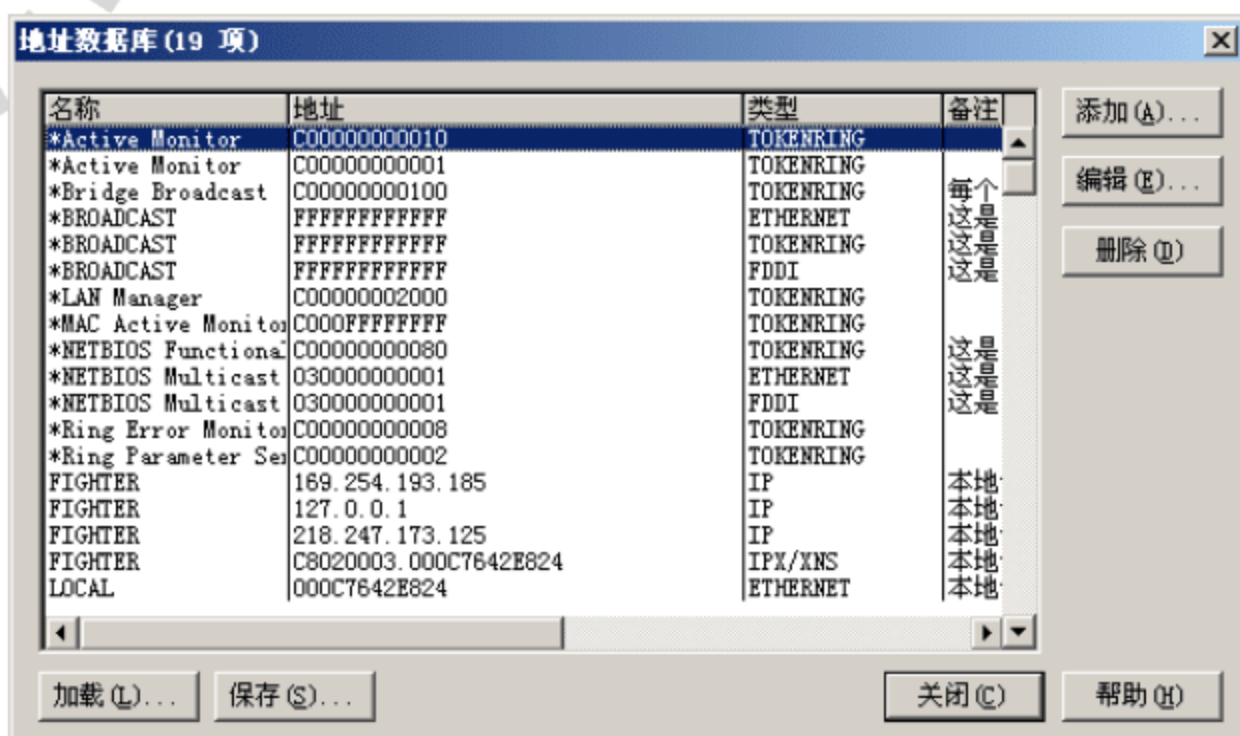 地址数据库(19 项)
名称 地址 类型 备注
*Active Monitor C00000000010 TOKENRING
*Active Monitor C00000000001 TOKENRING
*Bridge Broadcast C00000000100 TOKENRING 每个
*BROADCAST FFFFFFFFFFFF ETHERNET 这是
*BROADCAST FFFFFFFFFFFF TOKENRING 这是
*BROADCAST FFFFFFFFFFFF FDDI 这是
*LAN Manager C00000002000 TOKENRING
*MAC Active Monitor C000FFFFFFFF TOKENRING
*NETBIOS Functional C00000000080 TOKENRING 这是
*NETBIOS Multicast 030000000001 ETHERNET 这是
*NETBIOS Multicast 030000000001 FDDI 这是
*Ring Error Monitor C00000000008 TOKENRING
*Ring Parameter Ser C00000000002 TOKENRING
FIGHTER 169.254.193.185 IP 本地
FIGHTER 127.0.0.1 IP 本地
FIGHTER 218.247.173.125 IP 本地
FIGHTER C8020003.000C7642E824 IPX/XNS 本地
LOCAL 000C7642E824 ETHERNET 本地
添加(A)...
编辑(E)...
删除(D)
加载(L)... 保存(S)... 关闭(C) 帮助(H)